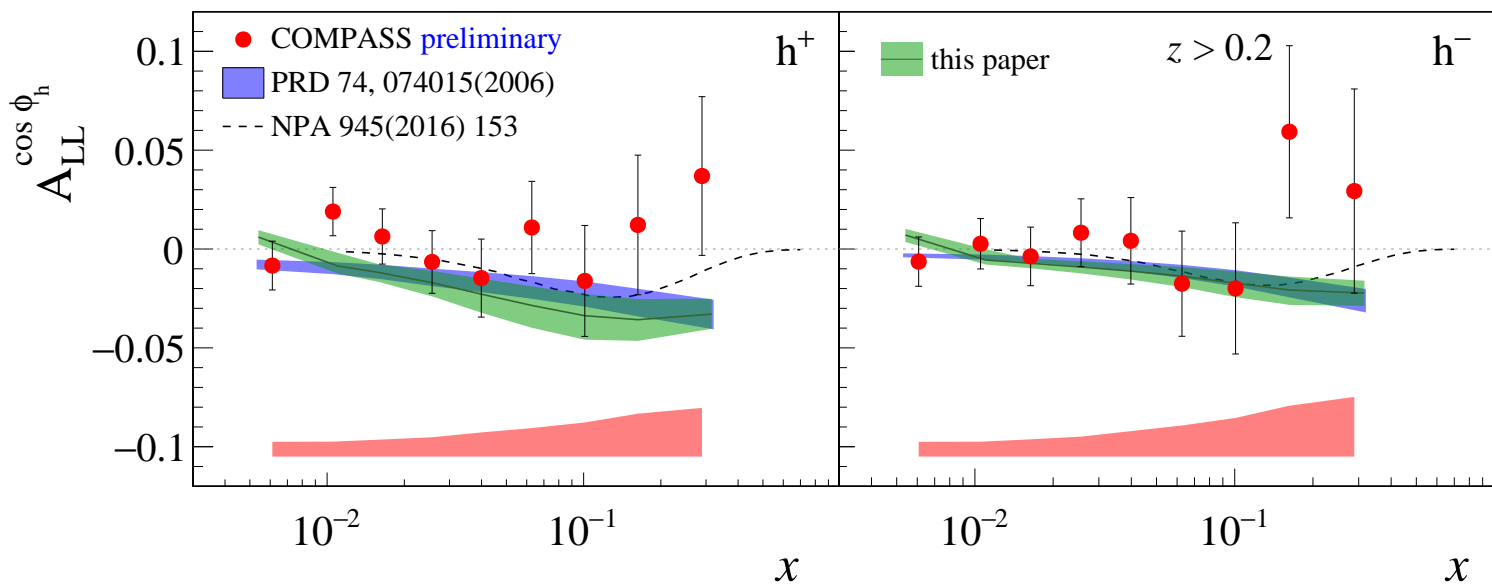 COMPASS preliminary
PRD 74, 074015(2006)
NPA 945(2016) 153
h⁺
this paper
z > 0.2
h⁻
A_LL^cos ϕ_h
0.1
0.05
0
−0.05
−0.1
10⁻² 10⁻¹
x
10⁻² 10⁻¹
x